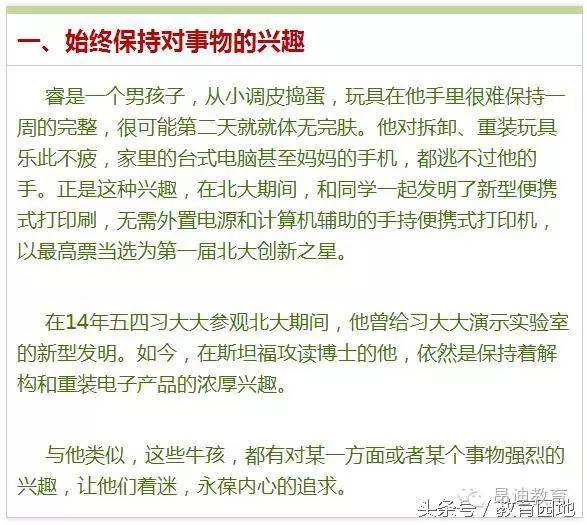 一、始终保持对事物的兴趣
睿是一个男孩子，从小调皮捣蛋，玩具在他手里很难保持一
周的完整，很可能第二天就就体无完肤。他对拆卸、重装玩具
乐此不疲，家里的台式电脑甚至妈妈的手机，都逃不过他的
手。正是这种兴趣，在北大期间，和同学一起发明了新型便携
式打印刷，无需外置电源和计算机辅助的手持便携式打印机，
以最高票当选为第一届北大创新之星。
在14年五四习大大参观北大期间，他曾给习大大演示实验室
的新型发明。如今，在斯坦福攻读博士的他，依然是保持着解
构和重装电子产品的浓厚兴趣。
与他类似，这些牛孩，都有对某一方面或者某个事物强烈的
兴趣，让他们着迷，永葆内心的追求。
昂迪教育
头条号／教育园地